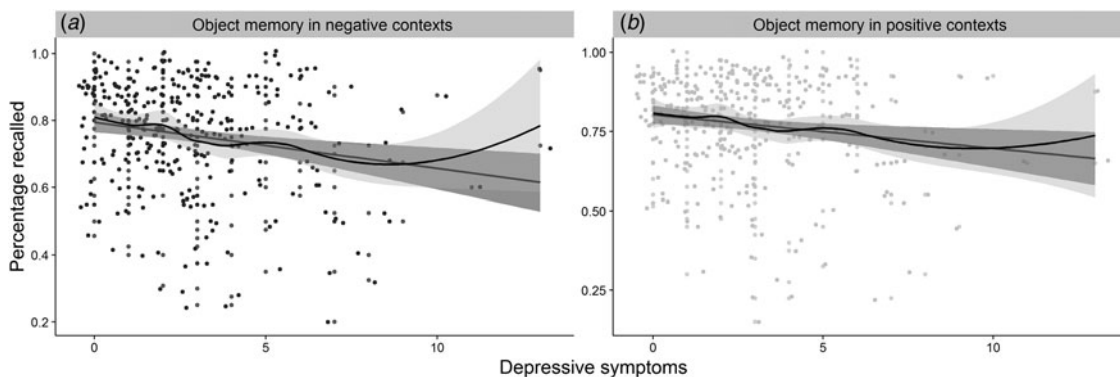 (a) Object memory in negative contexts
(b) Object memory in positive contexts
Percentage recalled
1.0
0.8
0.6
0.4
0.2
0 5 10
1.00
0.75
0.50
0.25
0 5 10
Depressive symptoms